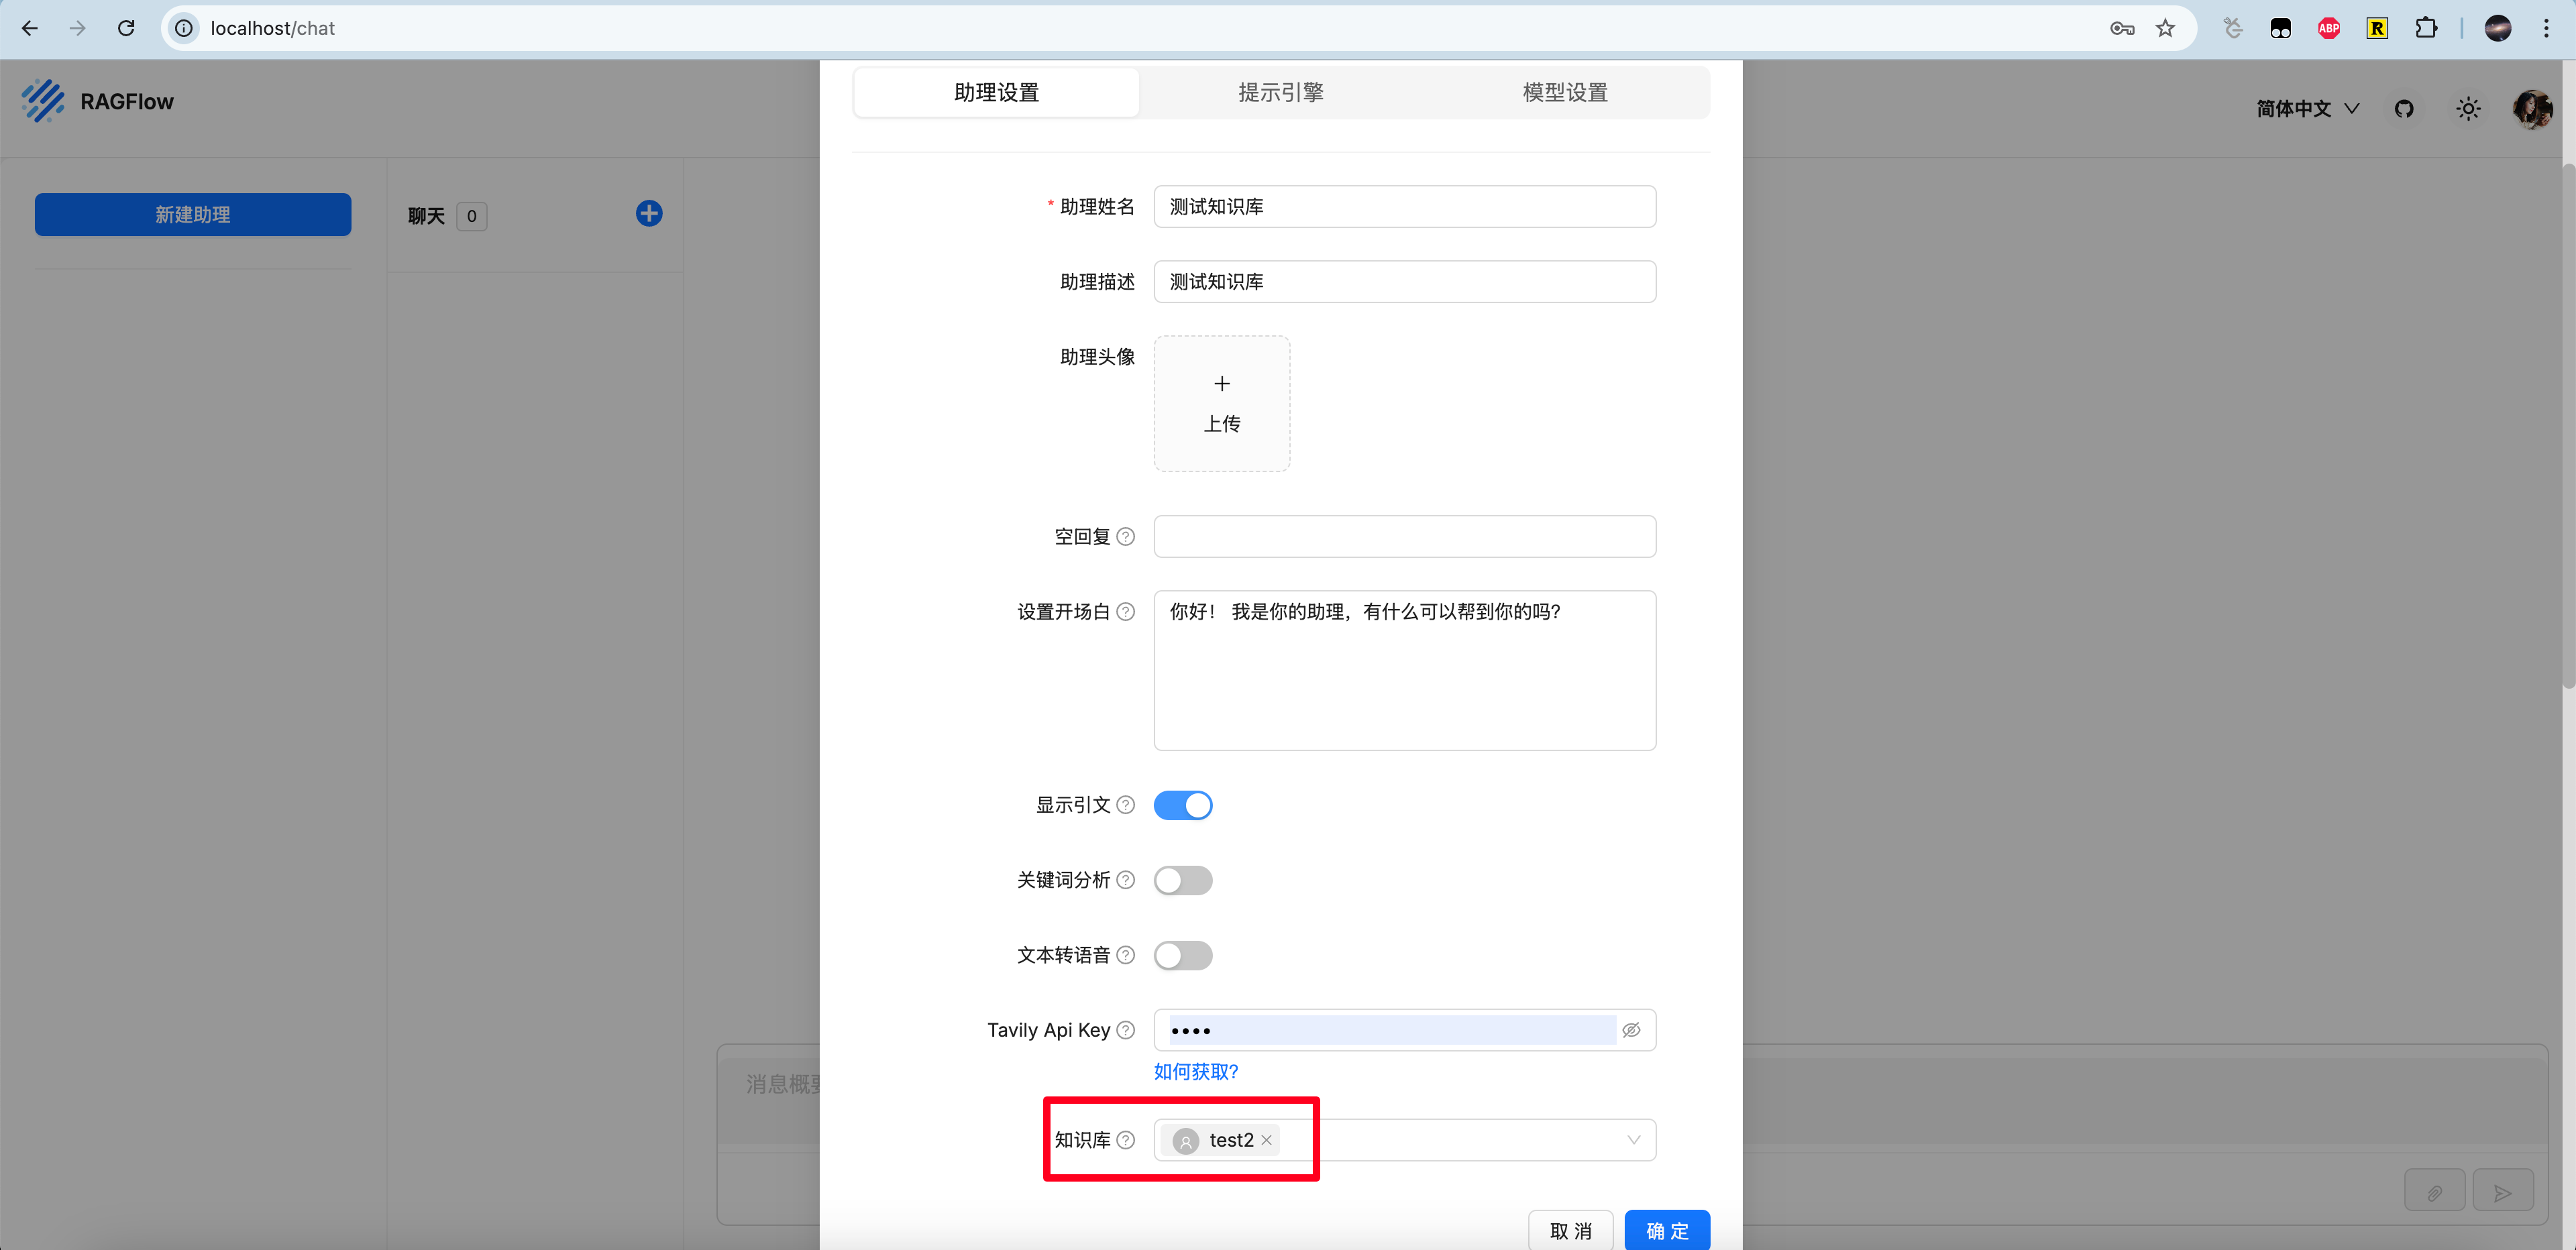 localhost/chat
ABP
R
RAGFlow
简体中文
新建助理
聊天 0
助理设置 提示引擎 模型设置
* 助理姓名 测试知识库
助理描述 测试知识库
助理头像
+
上传
空回复 ?
设置开场白 ? 你好！ 我是你的助理，有什么可以帮到你的吗？
显示引文 ?
关键词分析 ?
文本转语音 ?
Tavily Api Key ? ••••
如何获取?
消息概要
知识库 ? test2 ×
取 消 确 定